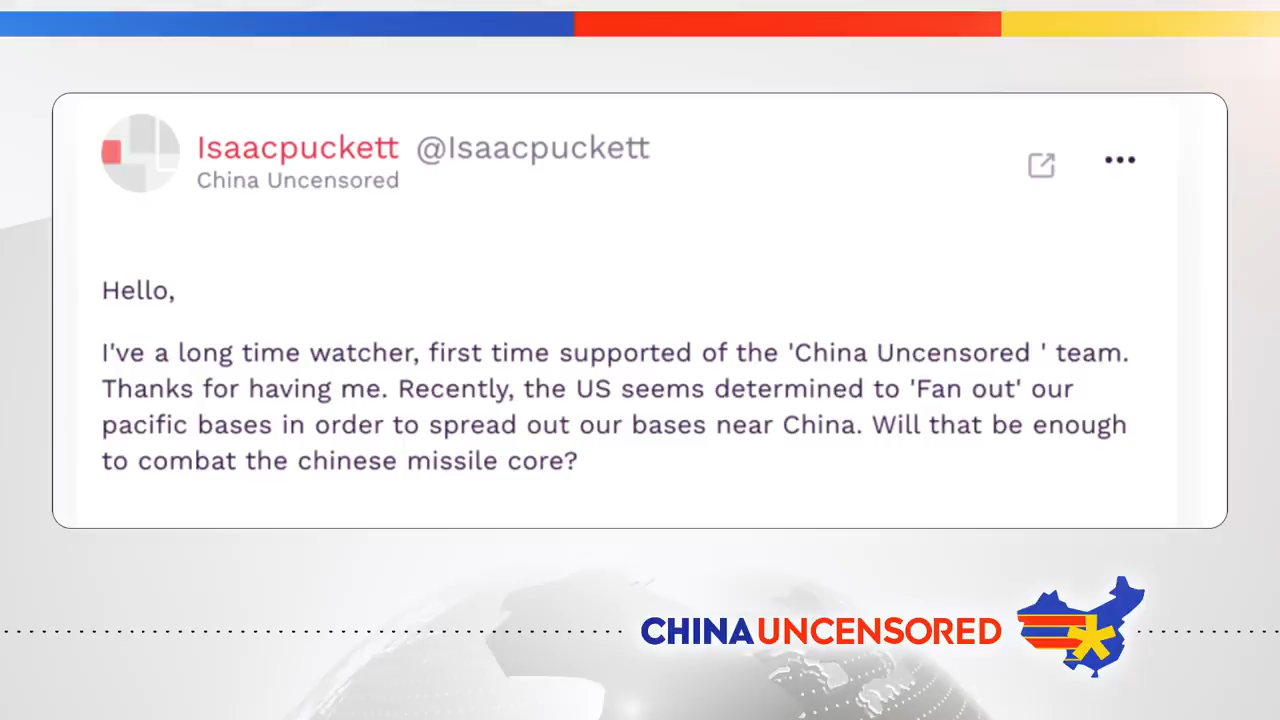 Isaacpuckett @Isaacpuckett
China Uncensored
Hello,
I've a long time watcher, first time supported of the 'China Uncensored ' team.
Thanks for having me. Recently, the US seems determined to 'Fan out' our
pacific bases in order to spread out our bases near China. Will that be enough
to combat the chinese missile core?
CHINA UNCENSORED